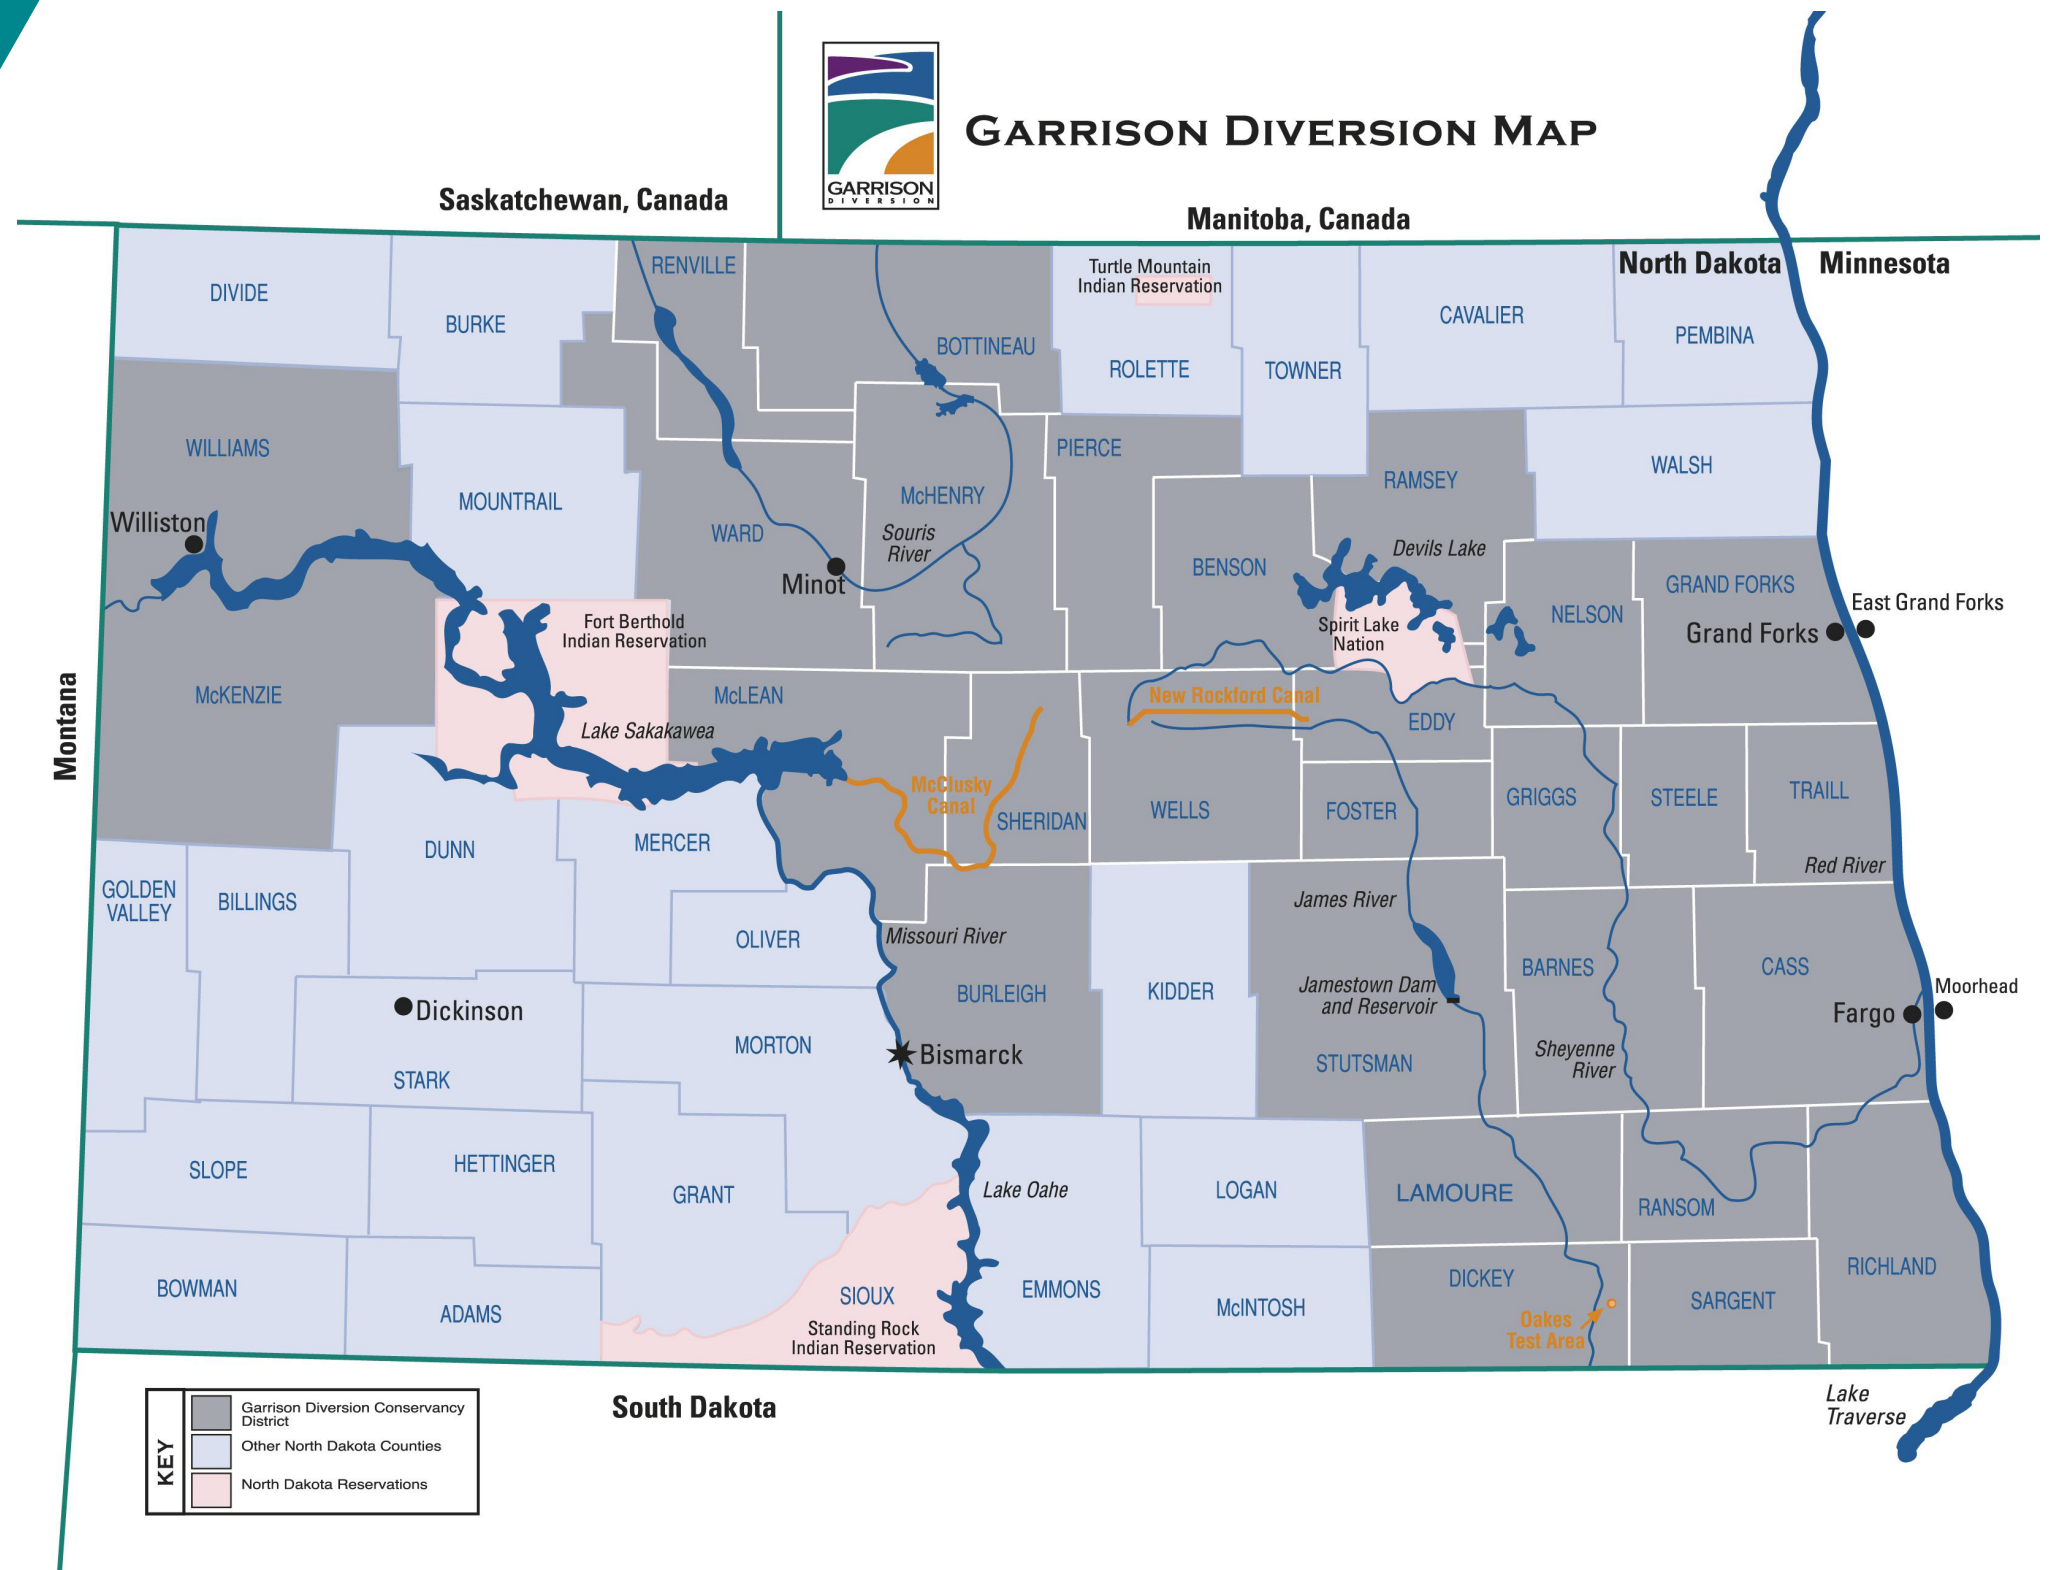 GARRISON
DIVERSION
GARRISON DIVERSION MAP
Saskatchewan, Canada
Manitoba, Canada
North Dakota
Minnesota
Montana
South Dakota
DIVIDE
BURKE
RENVILLE
BOTTINEAU
Turtle Mountain
Indian Reservation
ROLETTE
TOWNER
CAVALIER
PEMBINA
WILLIAMS
Williston
MOUNTRAIL
WARD
Minot
McHENRY
Souris
River
PIERCE
BENSON
RAMSEY
Devils Lake
WALSH
Spirit Lake
Nation
NELSON
GRAND FORKS
Grand Forks
East Grand Forks
Fort Berthold
Indian Reservation
McKENZIE
McLEAN
Lake Sakakawea
New Rockford Canal
EDDY
McClusky
Canal
SHERIDAN
WELLS
FOSTER
GRIGGS
STEELE
TRAILL
Red River
DUNN
MERCER
GOLDEN
VALLEY
BILLINGS
OLIVER
Missouri River
BURLEIGH
KIDDER
James River
Jamestown Dam
and Reservoir
STUTSMAN
BARNES
CASS
Moorhead
Fargo
Sheyenne
River
Dickinson
STARK
MORTON
Bismarck
SLOPE
HETTINGER
GRANT
Lake Oahe
LOGAN
LAMOURE
RANSOM
RICHLAND
BOWMAN
ADAMS
SIOUX
Standing Rock
Indian Reservation
EMMONS
McINTOSH
DICKEY
Oakes
Test Area
SARGENT
Lake
Traverse
KEY
Garrison Diversion Conservancy
District
Other North Dakota Counties
North Dakota Reservations